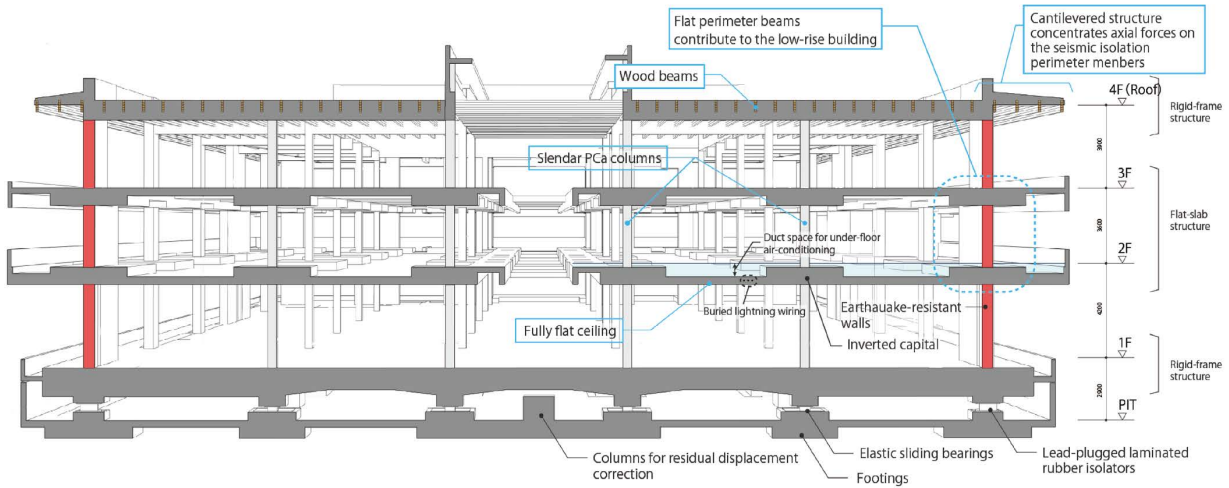 Flat perimeter beams
contribute to the low-rise building
Cantilevered structure
concentrates axial forces on
the seismic isolation
perimeter menbers
Wood beams
4F (Roof)
Rigid-frame
structure
3900
Slendar PCa columns
3F
Flat-slab
structure
3600
Duct space for under-floor
air-conditioning
2F
Buried lightning wiring
Earthauake-resistant
walls
4200
Fully flat ceiling
Inverted capital
1F
Rigid-frame
structure
2900
PIT
Columns for residual displacement
correction
Elastic sliding bearings
Footings
Lead-plugged laminated
rubber isolators